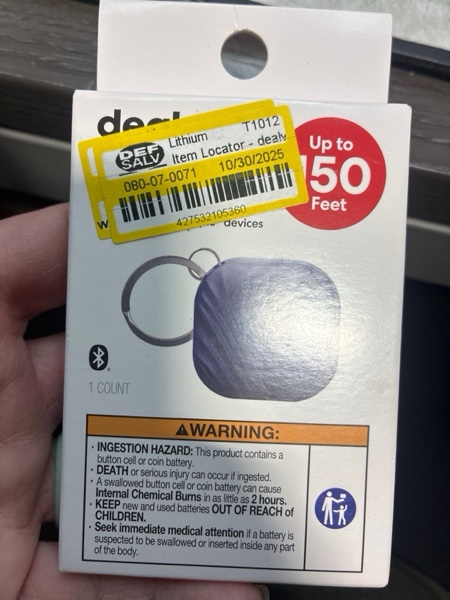 deal
Lithium T1012
DEF
SALV
Item Locator - dealw
080-07-0071 10/30/2025
427532105360
Up to
150
Feet
w
devices
1 COUNT
WARNING:
· INGESTION HAZARD: This product contains a
button cell or coin battery.
· DEATH or serious injury can occur if ingested.
· A swallowed button cell or coin battery can cause
Internal Chemical Burns in as little as 2 hours.
· KEEP new and used batteries OUT OF REACH of
CHILDREN.
· Seek immediate medical attention if a battery is
suspected to be swallowed or inserted inside any part
of the body.